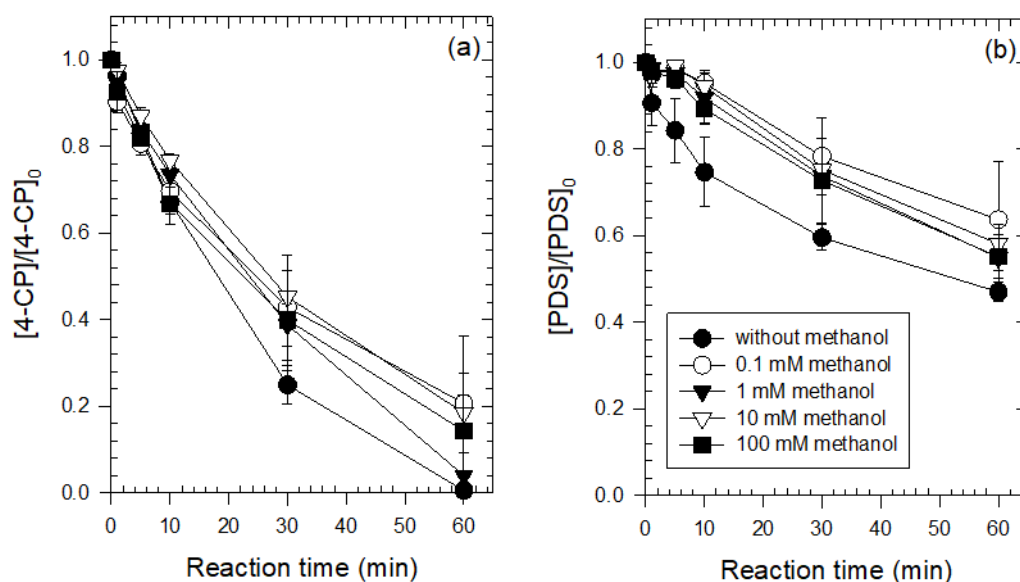 (a)
[4-CP]/[4-CP]0
1.0
0.8
0.6
0.4
0.2
0.0
0 10 20 30 40 50 60
Reaction time (min)
(b)
[PDS]/[PDS]0
1.0
0.8
0.6
0.4
0.2
0.0
without methanol
0.1 mM methanol
1 mM methanol
10 mM methanol
100 mM methanol
0 10 20 30 40 50 60
Reaction time (min)